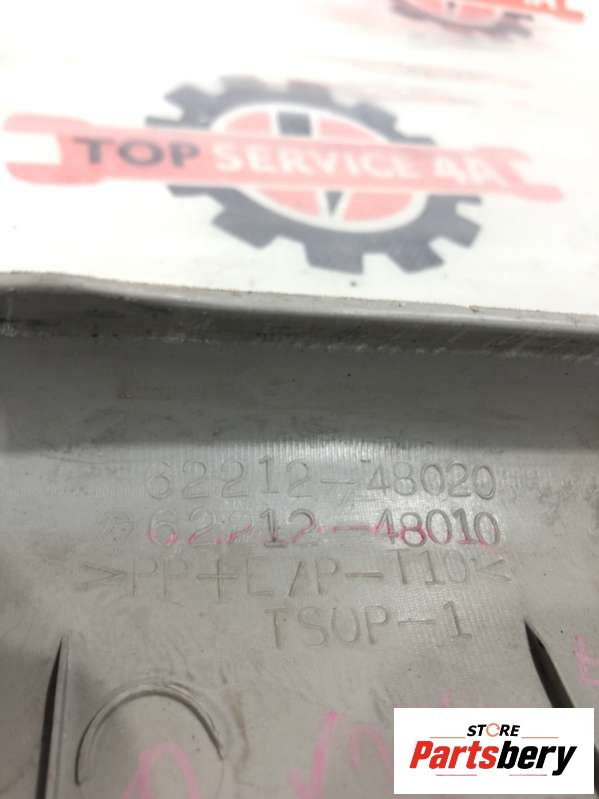 TOP SERVICE 4A
62212-48020
62212-48010
>PP+E/P-T10<
TSOP-1
STORE
Partsbery